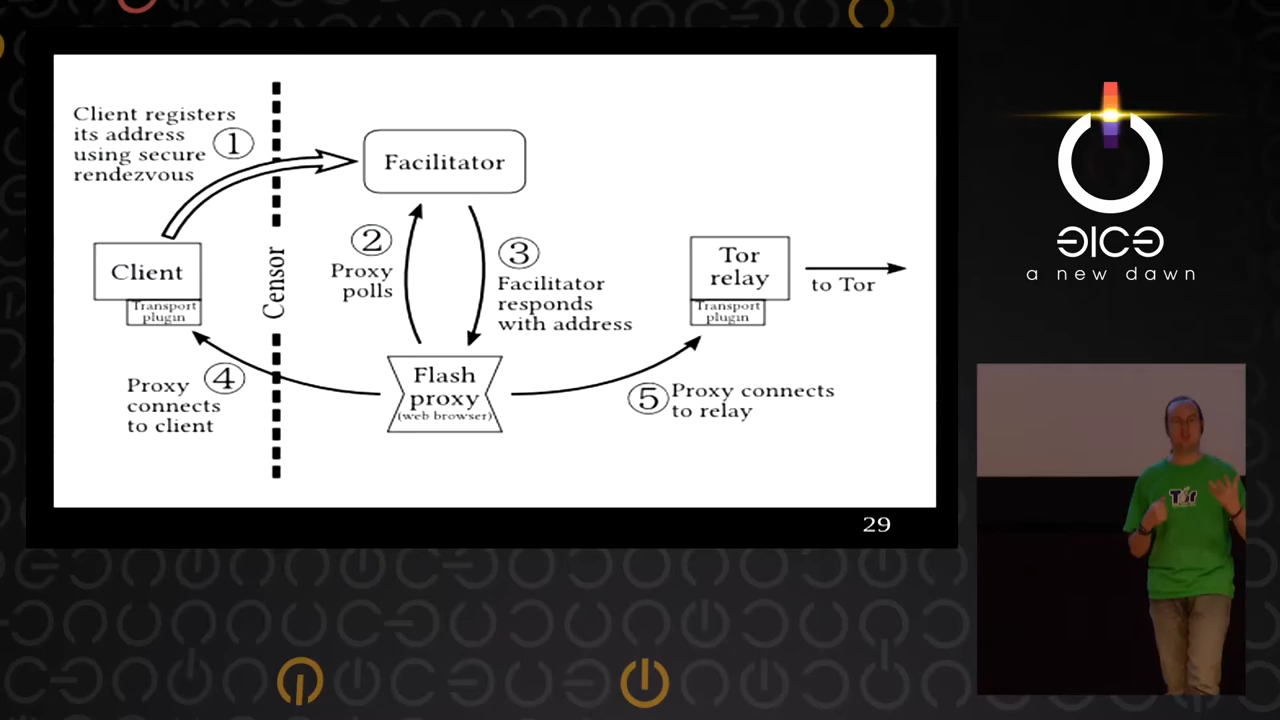 Client registers
its address
using secure
rendezvous
1
Facilitator
Censor
2
Proxy
polls
3
Facilitator
responds
with address
Client
Transport
plugin
Tor
relay
Transport
plugin
to Tor
4
Proxy
connects
to client
Flash
proxy
(web browser)
5
Proxy connects
to relay
29
a new dawn
Tor